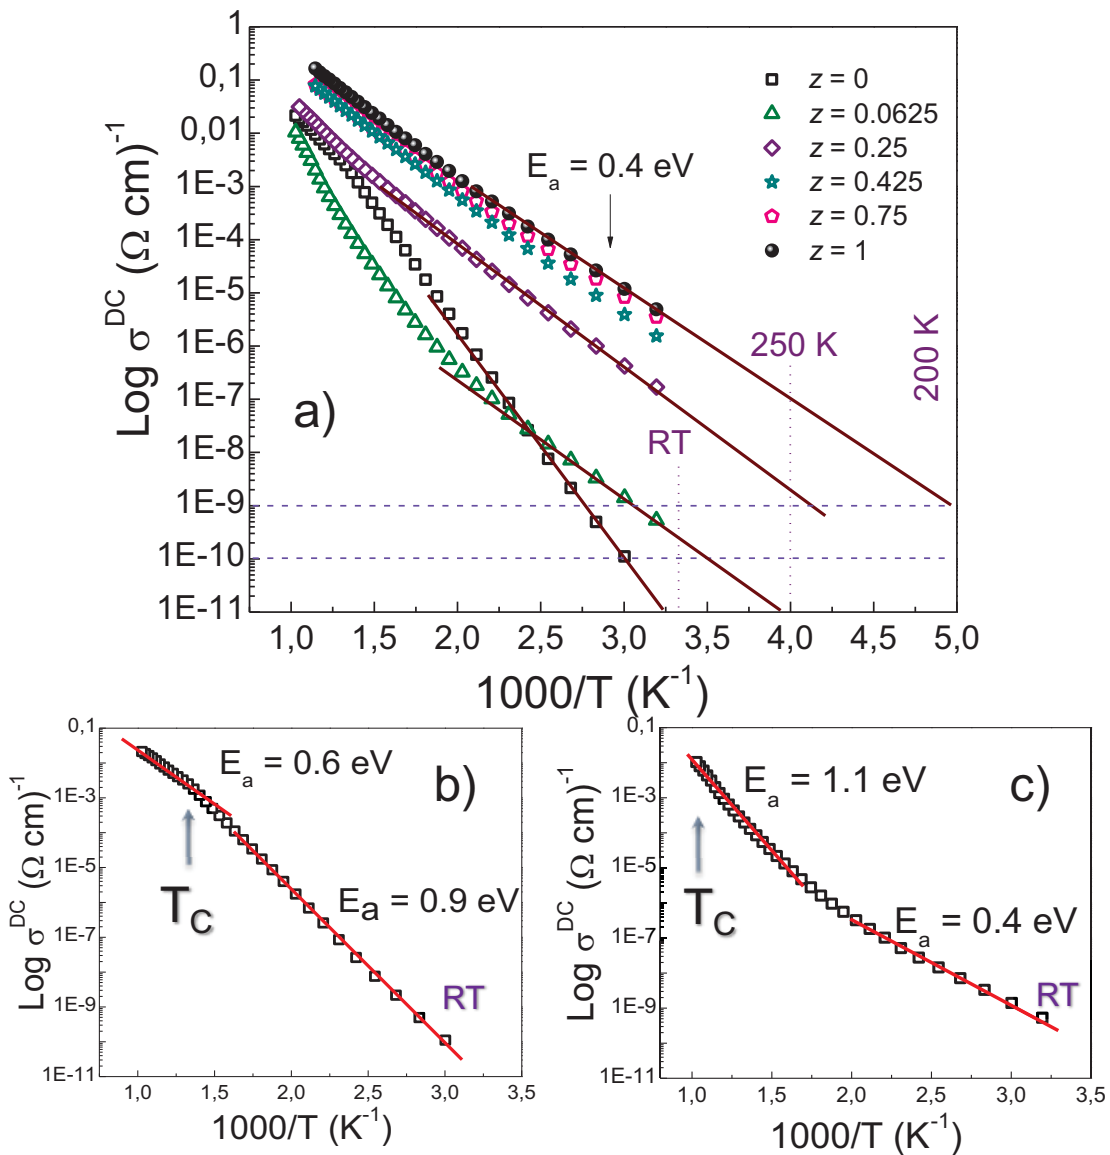 1
0,1
0,01
1E-3
1E-4
1E-5
1E-6
1E-7
1E-8
1E-9
1E-10
1E-11
Log σ^DC (Ω cm)^-1
z = 0
z = 0.0625
z = 0.25
z = 0.425
z = 0.75
z = 1
E_a = 0.4 eV
250 K
200 K
RT
a)
1,0 1,5 2,0 2,5 3,0 3,5 4,0 4,5 5,0
1000/T (K^-1)
0,1
1E-3
1E-5
1E-7
1E-9
1E-11
Log σ^DC (Ω cm)^-1
E_a = 0.6 eV
b)
T_C
Ea = 0.9 eV
RT
1,0 1,5 2,0 2,5 3,0 3,5
1000/T (K^-1)
0,1
1E-3
1E-5
1E-7
1E-9
1E-11
Log σ^DC (Ω cm)^-1
E_a = 1.1 eV
c)
T_C
E_a = 0.4 eV
RT
1,0 1,5 2,0 2,5 3,0 3,5
1000/T (K^-1)